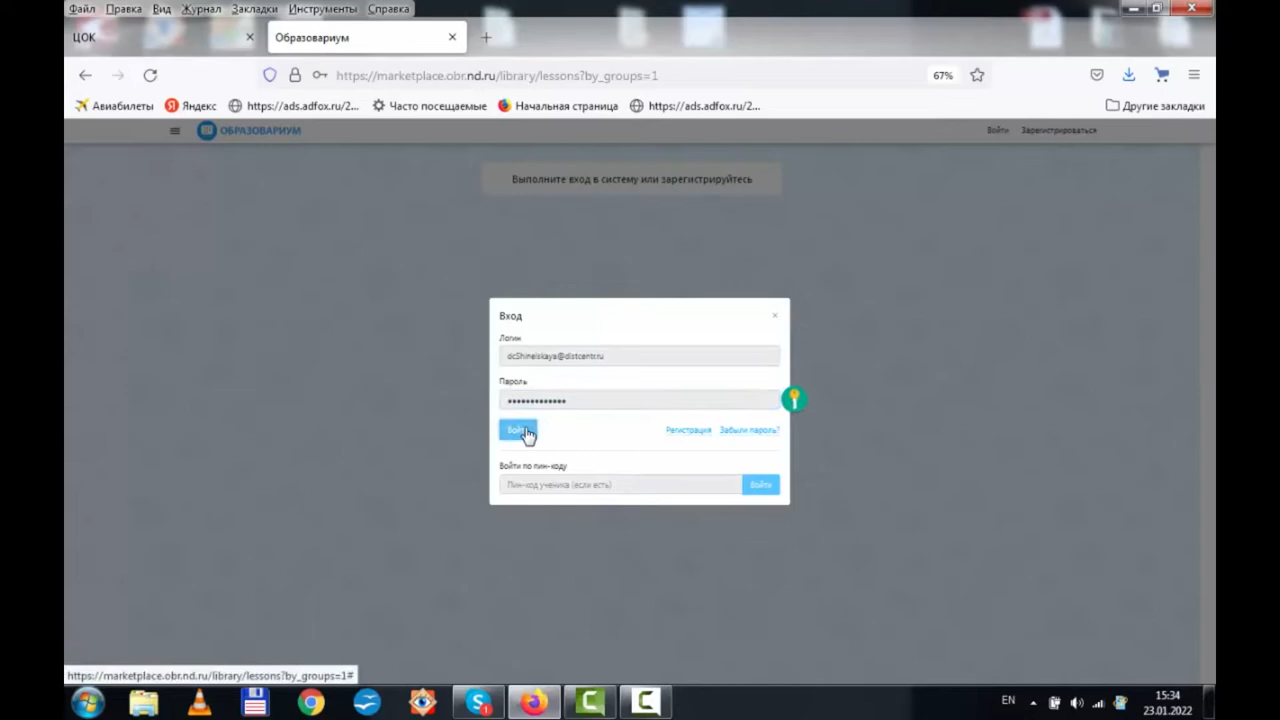 Файл Правка Вид Журнал Закладки Инструменты Справка
ЦОК
Образовариум
https://marketplace.obr.nd.ru/library/lessons?by_groups=1
67%
Авиабилеты Яндекс https://ads.adfox.ru/2... Часто посещаемые Начальная страница https://ads.adfox.ru/2... Другие закладки
ОБРАЗОВАРИУМ Войти Зарегистрироваться
Выполните вход в систему или зарегистрируйтесь
Вход
Логин
dcShinelskaya@distcentr.ru
Пароль
Войти Регистрация Забыли пароль?
Войти по пин-коду
Пин-код ученика (если есть) Войти
https://marketplace.obr.nd.ru/library/lessons?by_groups=1#
EN
15:34
23.01.2022